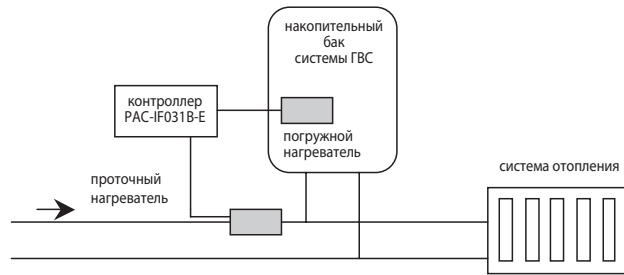 накопительный
бак
системы ГВС
контроллер
PAC-IF031B-E
погружной
нагреватель
система отопления
проточный
нагреватель